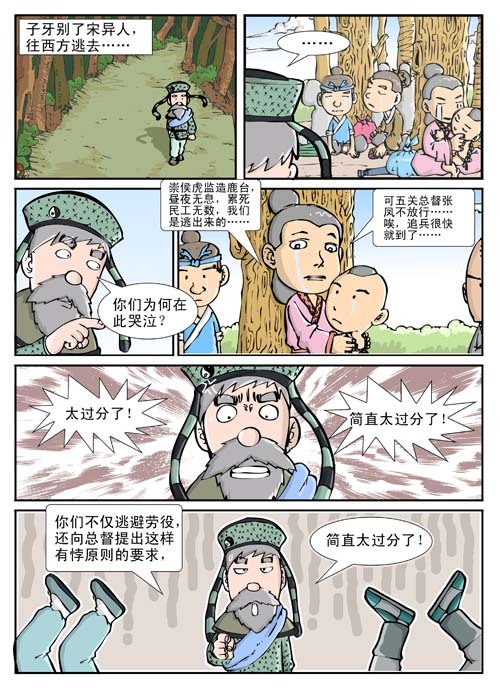 子牙别了宋异人，
往西方逃去……
……
你们为何在
此哭泣？
崇侯虎监造鹿台，
昼夜无息，累死
民工无数，我们
是逃出来的……
可五关总督张
凤不放行……
唉，追兵很快
就到了……
太过分了！
简直太过分了！
你们不仅逃避劳役，
还向总督提出这样
有悖原则的要求，
简直太过分了！